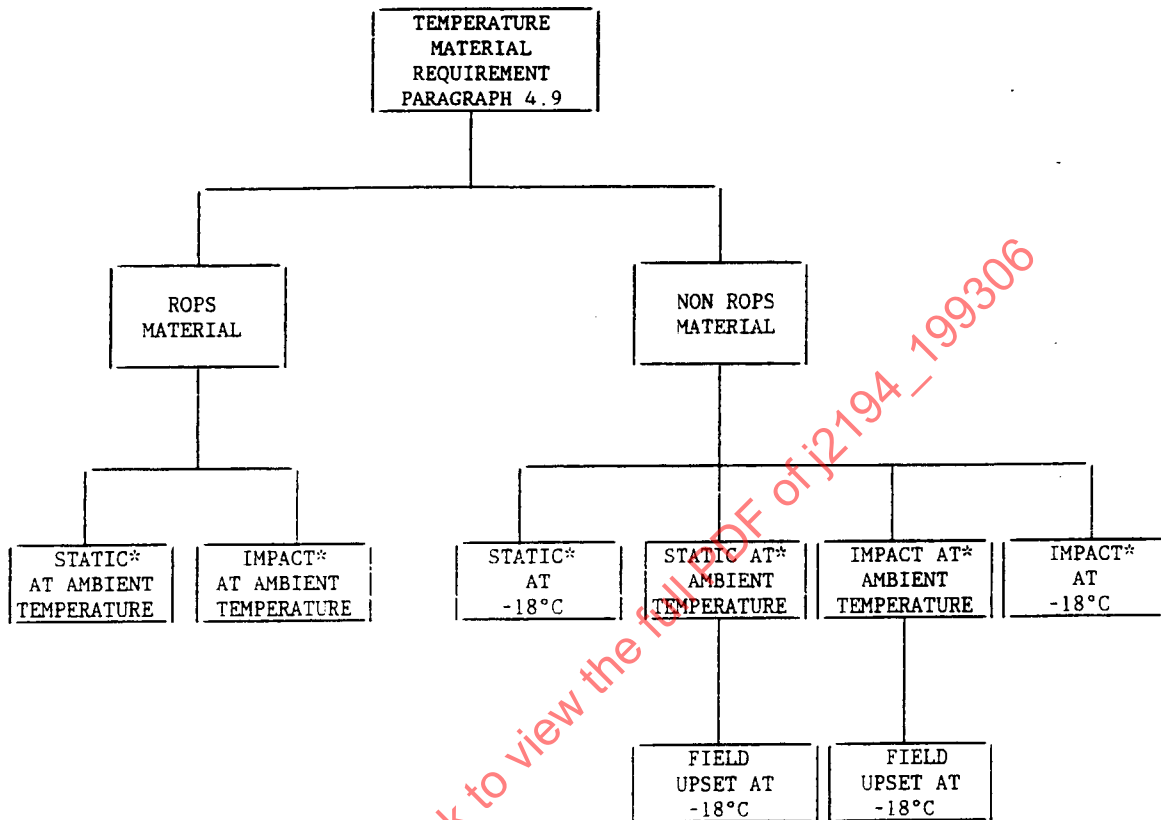 TEMPERATURE
MATERIAL
REQUIREMENT
PARAGRAPH 4.9
ROPS
MATERIAL
NON ROPS
MATERIAL
STATIC*
AT AMBIENT
TEMPERATURE
IMPACT*
AT AMBIENT
TEMPERATURE
STATIC*
AT
-18°C
STATIC AT*
AMBIENT
TEMPERATURE
IMPACT AT*
AMBIENT
TEMPERATURE
IMPACT*
AT
-18°C
FIELD
UPSET AT
-18°C
FIELD
UPSET AT
-18°C
k to view the full PDF of j2194_199306